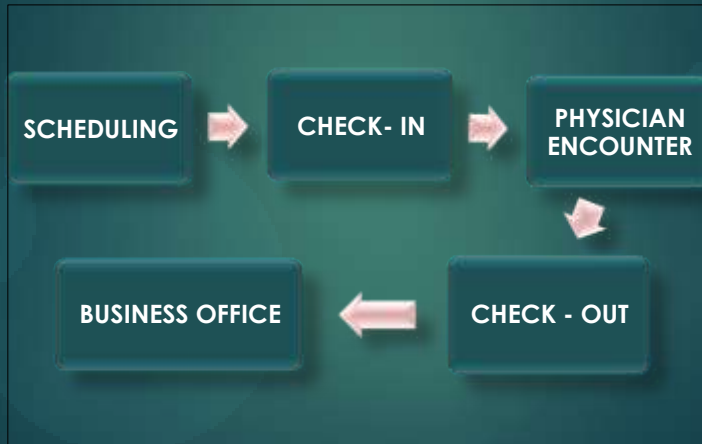 SCHEDULING
CHECK- IN
PHYSICIAN
ENCOUNTER
BUSINESS OFFICE
CHECK - OUT